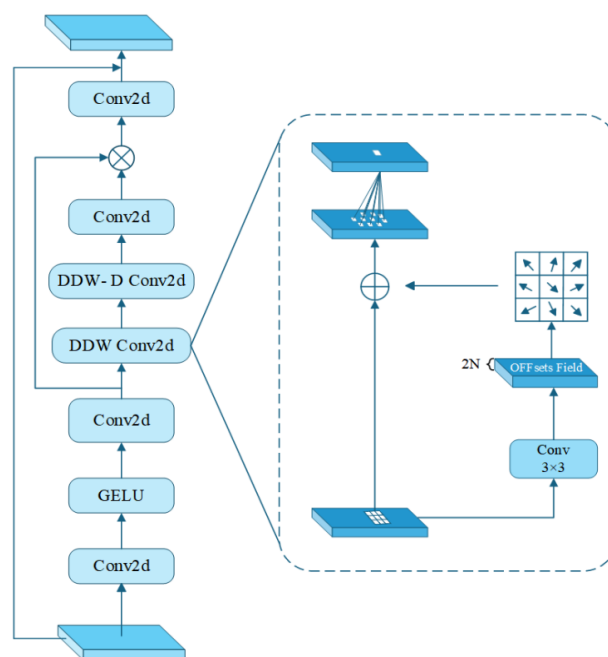 Conv2d
Conv2d
DDW- D Conv2d
DDW Conv2d
Conv2d
GELU
Conv2d
2N
OFFsets Field
Conv
3×3